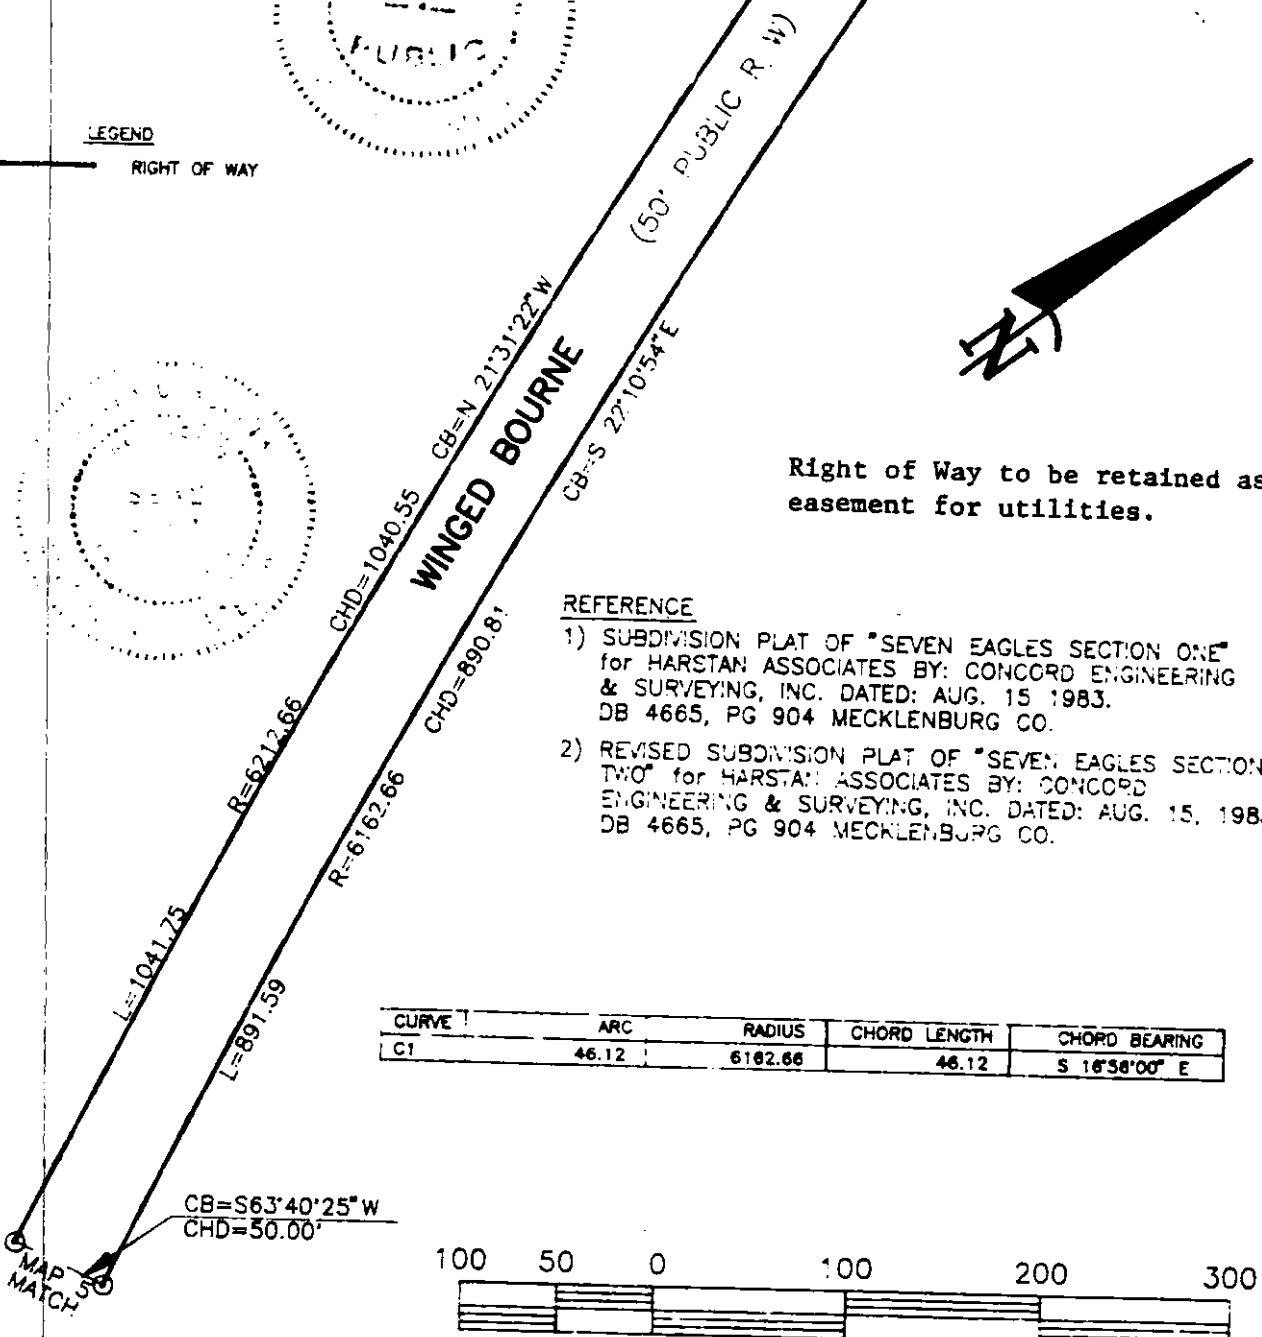 PUBLIC
LEGEND
RIGHT OF WAY
(50' PUBLIC R W)
N
CB=N 21°31'22" W
WINGED BOURNE
CB=S 22°10'54" E
CHD=1040.55
CHD=890.81
R=6212.66
R=6162.66
L=1041.75
L=891.59
Right of Way to be retained as
easement for utilities.
REFERENCE
1) SUBDIVISION PLAT OF "SEVEN EAGLES SECTION ONE"
for HARSTAN ASSOCIATES BY: CONCORD ENGINEERING
& SURVEYING, INC. DATED: AUG. 15 1983.
DB 4665, PG 904 MECKLENBURG CO.
2) REVISED SUBDIVISION PLAT OF "SEVEN EAGLES SECTION
TWO" for HARSTAN ASSOCIATES BY: CONCORD
ENGINEERING & SURVEYING, INC. DATED: AUG. 15, 198
DB 4665, PG 904 MECKLENBURG CO.
CURVE ARC RADIUS CHORD LENGTH CHORD BEARING
C1 46.12 6162.66 46.12 S 16°58'00" E
CB=S63°40'25" W
CHD=50.00'
MAP 5
MATCH
100 50 0 100 200 300